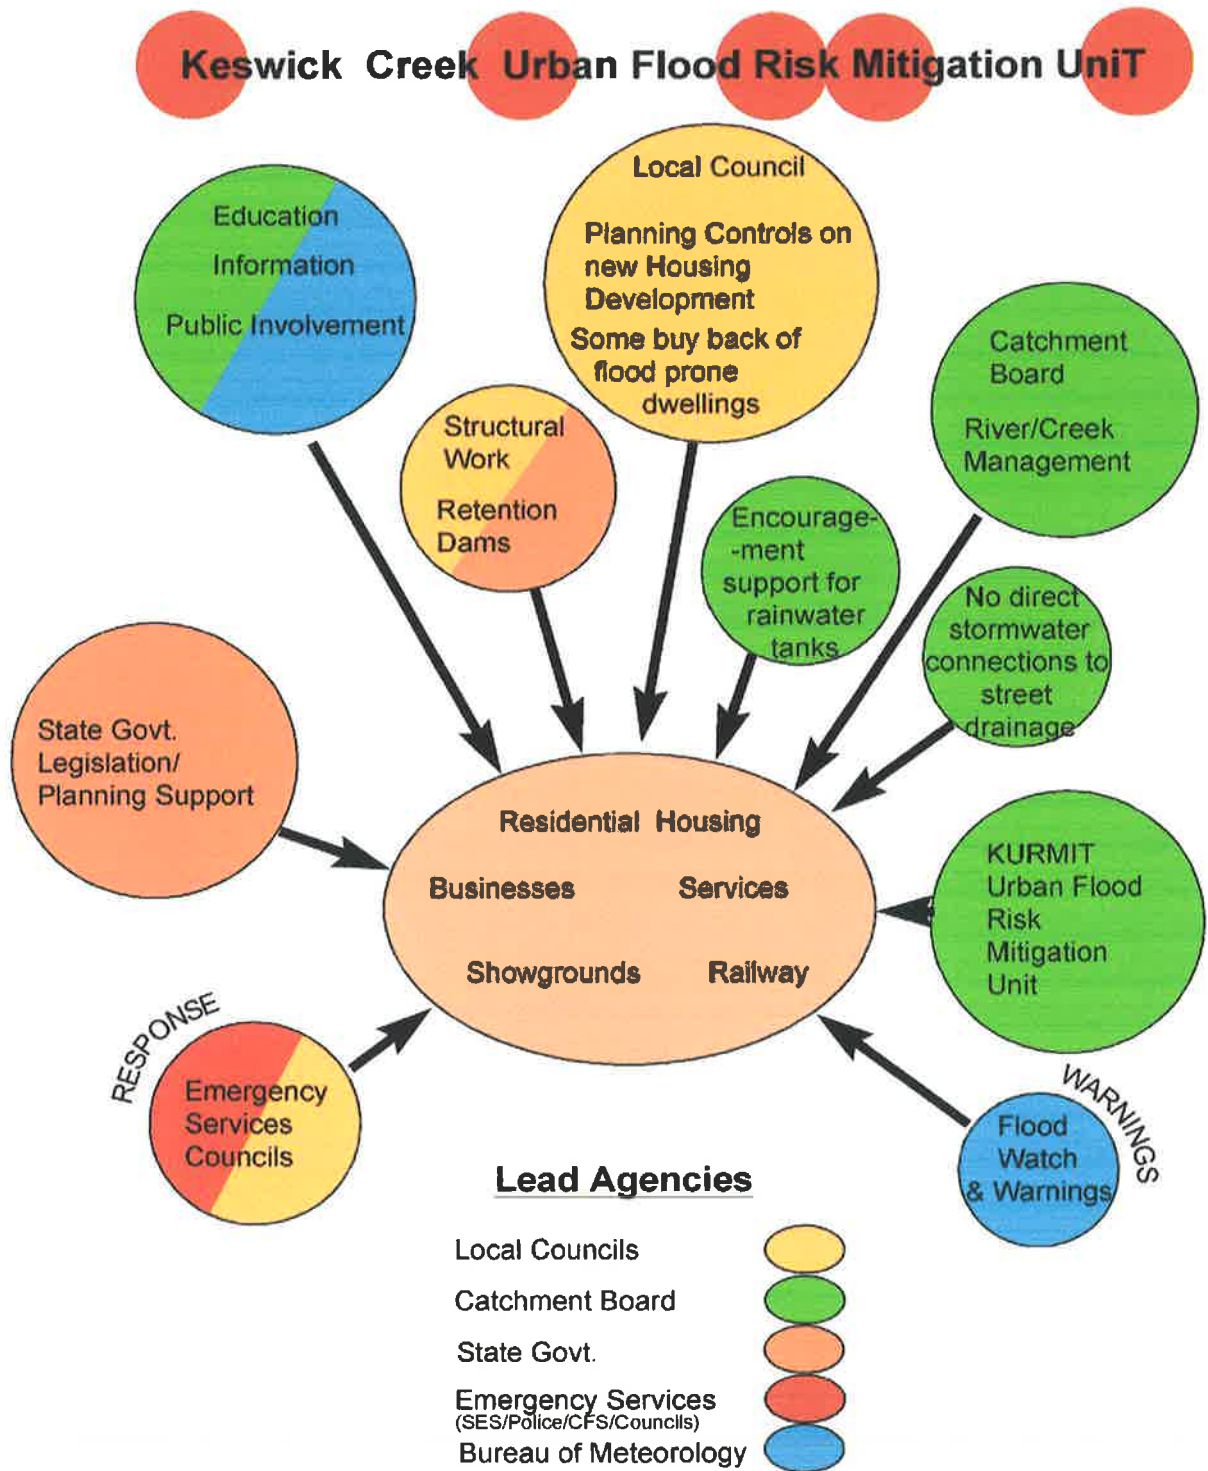 Keswick Creek Urban Flood Risk Mitigation UniT
Education
Information
Public Involvement
Local Council
Planning Controls on
new Housing
Development
Some buy back of
flood prone
dwellings
Structural
Work
Retention
Dams
Encourage-
-ment
support for
rainwater
tanks
Catchment
Board
River/Creek
Management
No direct
stormwater
connections to
street
drainage
State Govt.
Legislation/
Planning Support
Residential Housing
Businesses Services
Showgrounds Railway
KURMIT
Urban Flood
Risk
Mitigation
Unit
RESPONSE
Emergency
Services
Councils
WARNINGS
Flood
Watch
& Warnings
Lead Agencies
Local Councils
Catchment Board
State Govt.
Emergency Services
(SES/Police/CFS/Councils)
Bureau of Meteorology